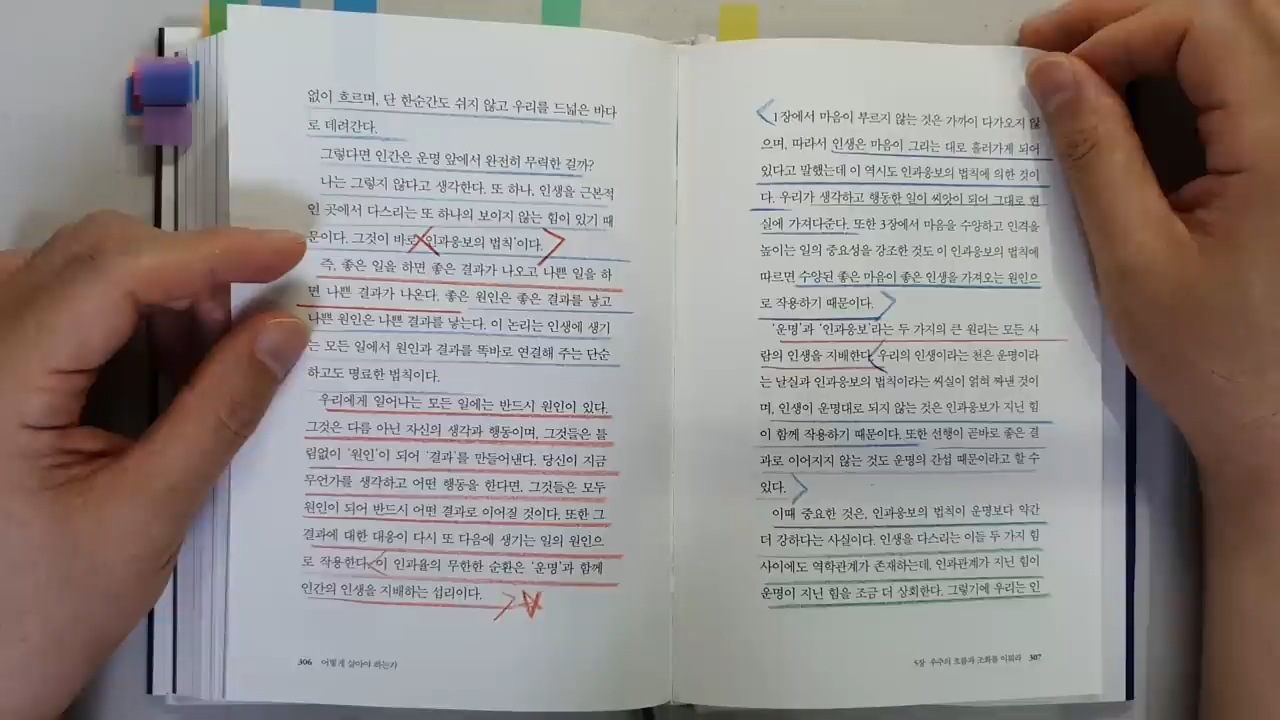 없이 흐르며, 단 한순간도 쉬지 않고 우리를 드넓은 바다
로 데려간다.
그렇다면 인간은 운명 앞에서 완전히 무력한 걸까?
나는 그렇지 않다고 생각한다. 또 하나, 인생을 근본적
인 곳에서 다스리는 또 하나의 보이지 않는 힘이 있기 때
문이다. 그것이 바로 '인과응보의 법칙'이다.
즉, 좋은 일을 하면 좋은 결과가 나오고 나쁜 일을 하
면 나쁜 결과가 나온다. 좋은 원인은 좋은 결과를 낳고
나쁜 원인은 나쁜 결과를 낳는다. 이 논리는 인생에 생기
는 모든 일에서 원인과 결과를 똑바로 연결해 주는 단순
하고도 명료한 법칙이다.
우리에게 일어나는 모든 일에는 반드시 원인이 있다.
그것은 다름 아닌 자신의 생각과 행동이며, 그것들은 틀
림없이 '원인'이 되어 '결과'를 만들어낸다. 당신이 지금
무언가를 생각하고 어떤 행동을 한다면, 그것들은 모두
원인이 되어 반드시 어떤 결과로 이어질 것이다. 또한 그
결과에 대한 대응이 다시 또 다음에 생기는 일의 원인으
로 작용한다. 이 인과율의 무한한 순환은 '운명'과 함께
인간의 인생을 지배하는 섭리이다.
306 어떻게 살아야 하는가
1장에서 마음이 부르지 않는 것은 가까이 다가오지 않
으며, 따라서 인생은 마음이 그리는 대로 흘러가게 되어
있다고 말했는데 이 역시도 인과응보의 법칙에 의한 것이
다. 우리가 생각하고 행동한 일이 씨앗이 되어 그대로 현
실에 가져다준다. 또한 3장에서 마음을 수양하고 인격을
높이는 일의 중요성을 강조한 것도 이 인과응보의 법칙에
따르면 수양된 좋은 마음이 좋은 인생을 가져오는 원인으
로 작용하기 때문이다.
'운명'과 '인과응보'라는 두 가지의 큰 원리는 모든 사
람의 인생을 지배한다. 우리의 인생이라는 천은 운명이라
는 날실과 인과응보의 법칙이라는 씨실이 얽혀 짜낸 것이
며, 인생이 운명대로 되지 않는 것은 인과응보가 지닌 힘
이 함께 작용하기 때문이다. 또한 선행이 곧바로 좋은 결
과로 이어지지 않는 것도 운명의 간섭 때문이라고 할 수
있다.
이때 중요한 것은, 인과응보의 법칙이 운명보다 약간
더 강하다는 사실이다. 인생을 다스리는 이들 두 가지 힘
사이에도 역학관계가 존재하는데, 인과관계가 지닌 힘이
운명이 지닌 힘을 조금 더 상회한다. 그렇기에 우리는 인
5장 우주의 흐름과 조화를 이뤄라 307